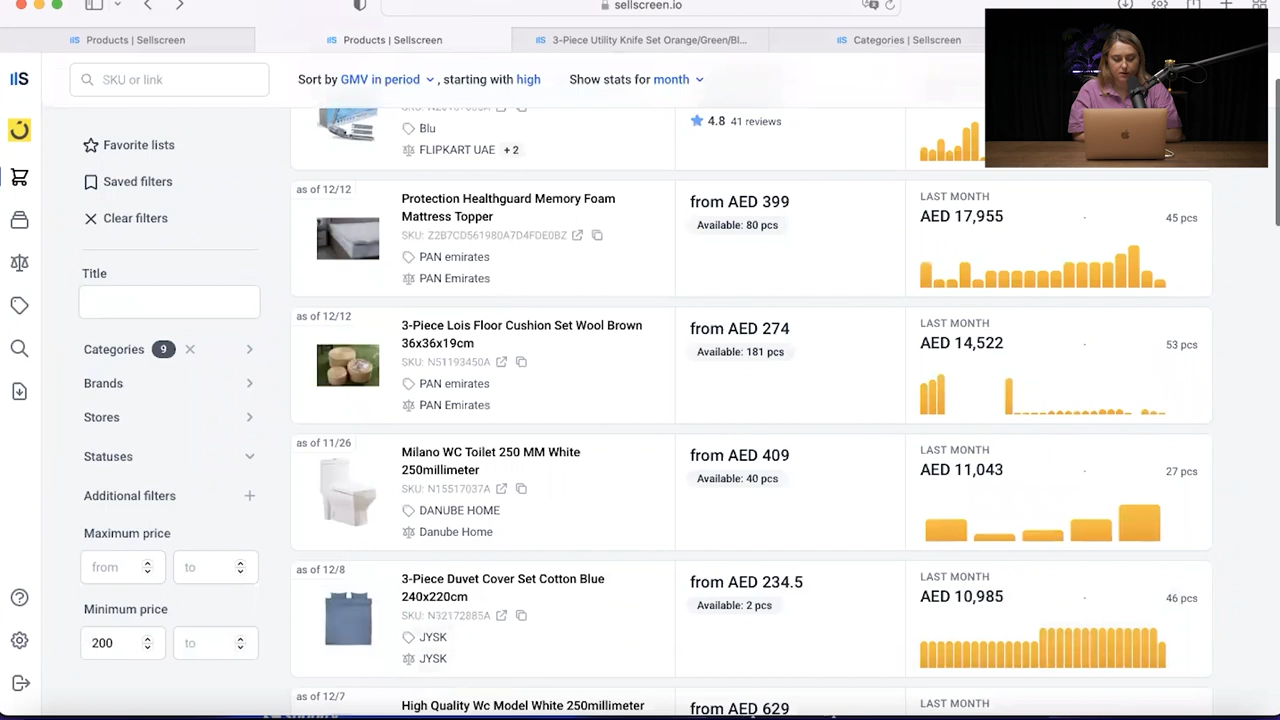 sellscreen.io
Products | Sellscreen
Products | Sellscreen
3-Piece Utility Knife Set Orange/Green/Bl...
Categories | Sellscreen
SKU or link
Sort by GMV in period , starting with high
Show stats for month
Favorite lists
Saved filters
Clear filters
Title
Categories 9
Brands
Stores
Statuses
Additional filters
Maximum price
from
to
Minimum price
200
to
Blu
FLIPKART UAE + 2
4.8 41 reviews
as of 12/12
Protection Healthguard Memory Foam
Mattress Topper
SKU: Z2B7CD561980A7D4FDE0BZ
PAN emirates
PAN Emirates
from AED 399
Available: 80 pcs
LAST MONTH
AED 17,955
-
45 pcs
as of 12/12
3-Piece Lois Floor Cushion Set Wool Brown
36x36x19cm
SKU: N51193450A
PAN emirates
PAN Emirates
from AED 274
Available: 181 pcs
LAST MONTH
AED 14,522
-
53 pcs
as of 11/26
Milano WC Toilet 250 MM White
250millimeter
SKU: N15517037A
DANUBE HOME
Danube Home
from AED 409
Available: 40 pcs
LAST MONTH
AED 11,043
-
27 pcs
as of 12/8
3-Piece Duvet Cover Set Cotton Blue
240x220cm
SKU: N32172885A
JYSK
JYSK
from AED 234.5
Available: 2 pcs
LAST MONTH
AED 10,985
-
46 pcs
as of 12/7
High Quality Wc Model White 250millimeter
from AED 629
LAST MONTH